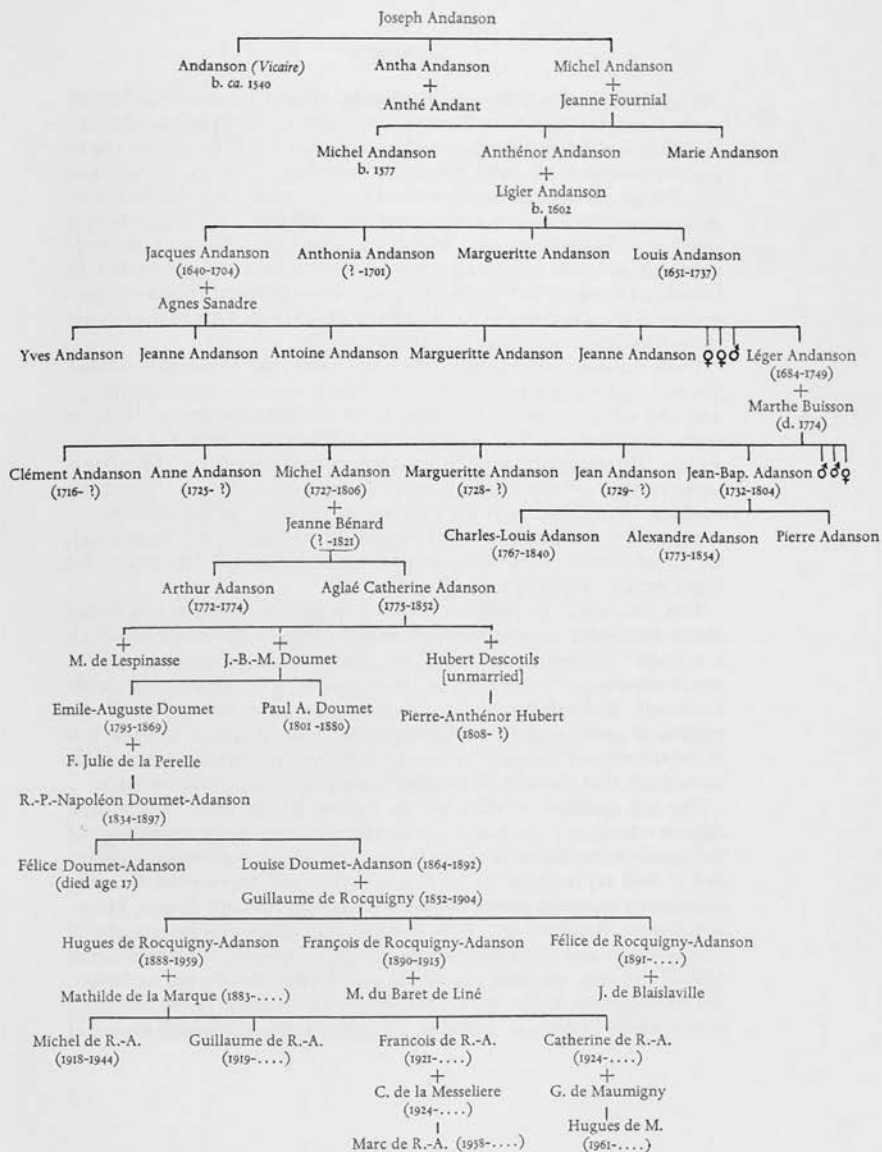 Joseph Andanson
Andanson (Vicaire) Antha Andanson Michel Andanson
b. ca. 1540 + +
Anthé Andant Jeanne Fournial
Michel Andanson Anthénor Andanson Marie Andanson
b. 1577 +
Ligier Andanson
b. 1602
Jacques Andanson Anthonia Andanson Margueritte Andanson Louis Andanson
(1640-1704) (? -1701) (1651-1737)
+
Agnes Sanadre
Yves Andanson Jeanne Andanson Antoine Andanson Margueritte Andanson Jeanne Andanson ♀♀♂ Léger Andanson
(1684-1749)
+
Marthe Buisson
(d. 1774)
Clément Andanson Anne Andanson Michel Adanson Margueritte Andanson Jean Andanson Jean-Bap. Adanson ♂♂♀
(1716- ?) (1725- ?) (1727-1806) (1728- ?) (1729- ?) (1732-1804)
+
Jeanne Bénard
(? -1821)
Charles-Louis Adanson Alexandre Adanson Pierre Adanson
(1767-1840) (1773-1854)
Arthur Adanson Aglaé Catherine Adanson
(1772-1774) (1775-1852)
+ + +
M. de Lespinasse J.-B.-M. Doumet Hubert Descotils
[unmarried]
Emile-Auguste Doumet Paul A. Doumet Pierre-Anthénor Hubert
(1795-1869) (1801 -1880) (1808- ?)
+
F. Julie de la Perelle
R.-P.-Napoléon Doumet-Adanson
(1834-1897)
Félice Doumet-Adanson Louise Doumet-Adanson (1864-1892)
(died age 17) +
Guillaume de Rocquigny (1852-1904)
Hugues de Rocquigny-Adanson François de Rocquigny-Adanson Félice de Rocquigny-Adanson
(1888-1959) (1890-1915) (1891-....)
+ + +
Mathilde de la Marque (1883-....) M. du Baret de Liné J. de Blaislaville
Michel de R.-A. Guillaume de R.-A. Francois de R.-A. Catherine de R.-A.
(1918-1944) (1919-....) (1921-....) (1924-....)
+ +
C. de la Messeliere G. de Maumigny
(1924-....)
Hugues de M.
Marc de R.-A. (1958-....) (1961-....)